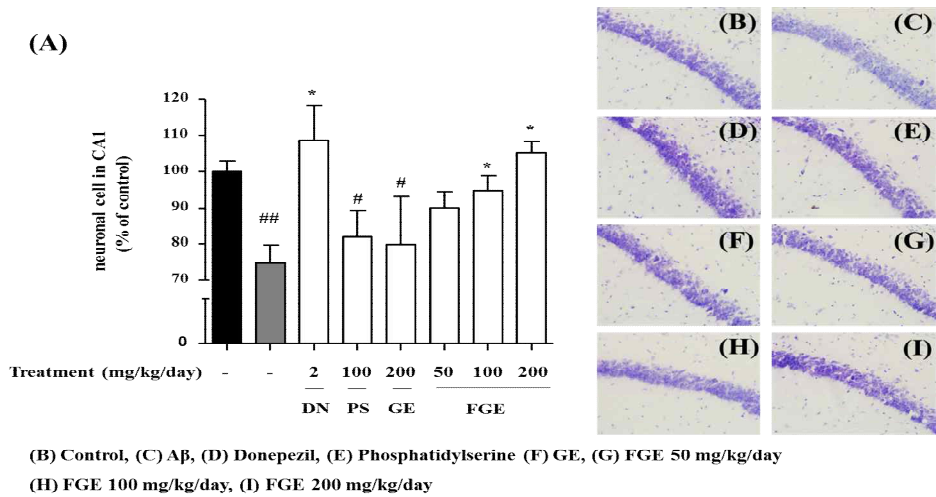 (A)
neuronal cell in CA1
(% of control)
120
110
100
90
80
70
0
##
*
#
#
*
*
Treatment (mg/kg/day)
- - 2 100 200 50 100 200
DN PS GE FGE
(B) (C)
(D) (E)
(F) (G)
(H) (I)
(B) Control, (C) Aβ, (D) Donepezil, (E) Phosphatidylserine (F) GE, (G) FGE 50 mg/kg/day
(H) FGE 100 mg/kg/day, (I) FGE 200 mg/kg/day